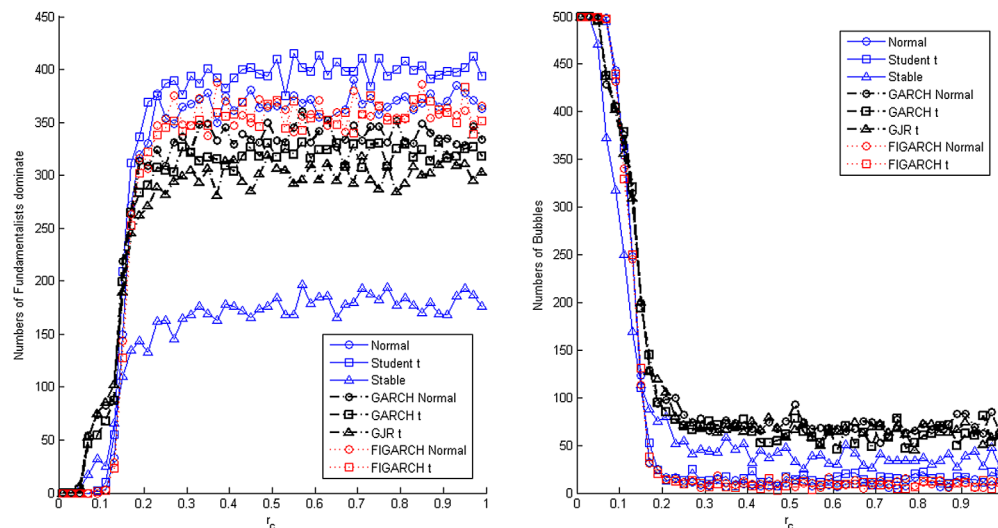 Numbers of Fundamentalists dominate
450
400
350
300
250
200
150
100
50
0
0 0.1 0.2 0.3 0.4 0.5 0.6 0.7 0.8 0.9 1
r_c
Normal
Student t
Stable
GARCH Normal
GARCH t
GJR t
FIGARCH Normal
FIGARCH t
Numbers of Bubbles
500
450
400
350
300
250
200
150
100
50
0
0 0.1 0.2 0.3 0.4 0.5 0.6 0.7 0.8 0.9
r_c
Normal
Student t
Stable
GARCH Normal
GARCH t
GJR t
FIGARCH Normal
FIGARCH t